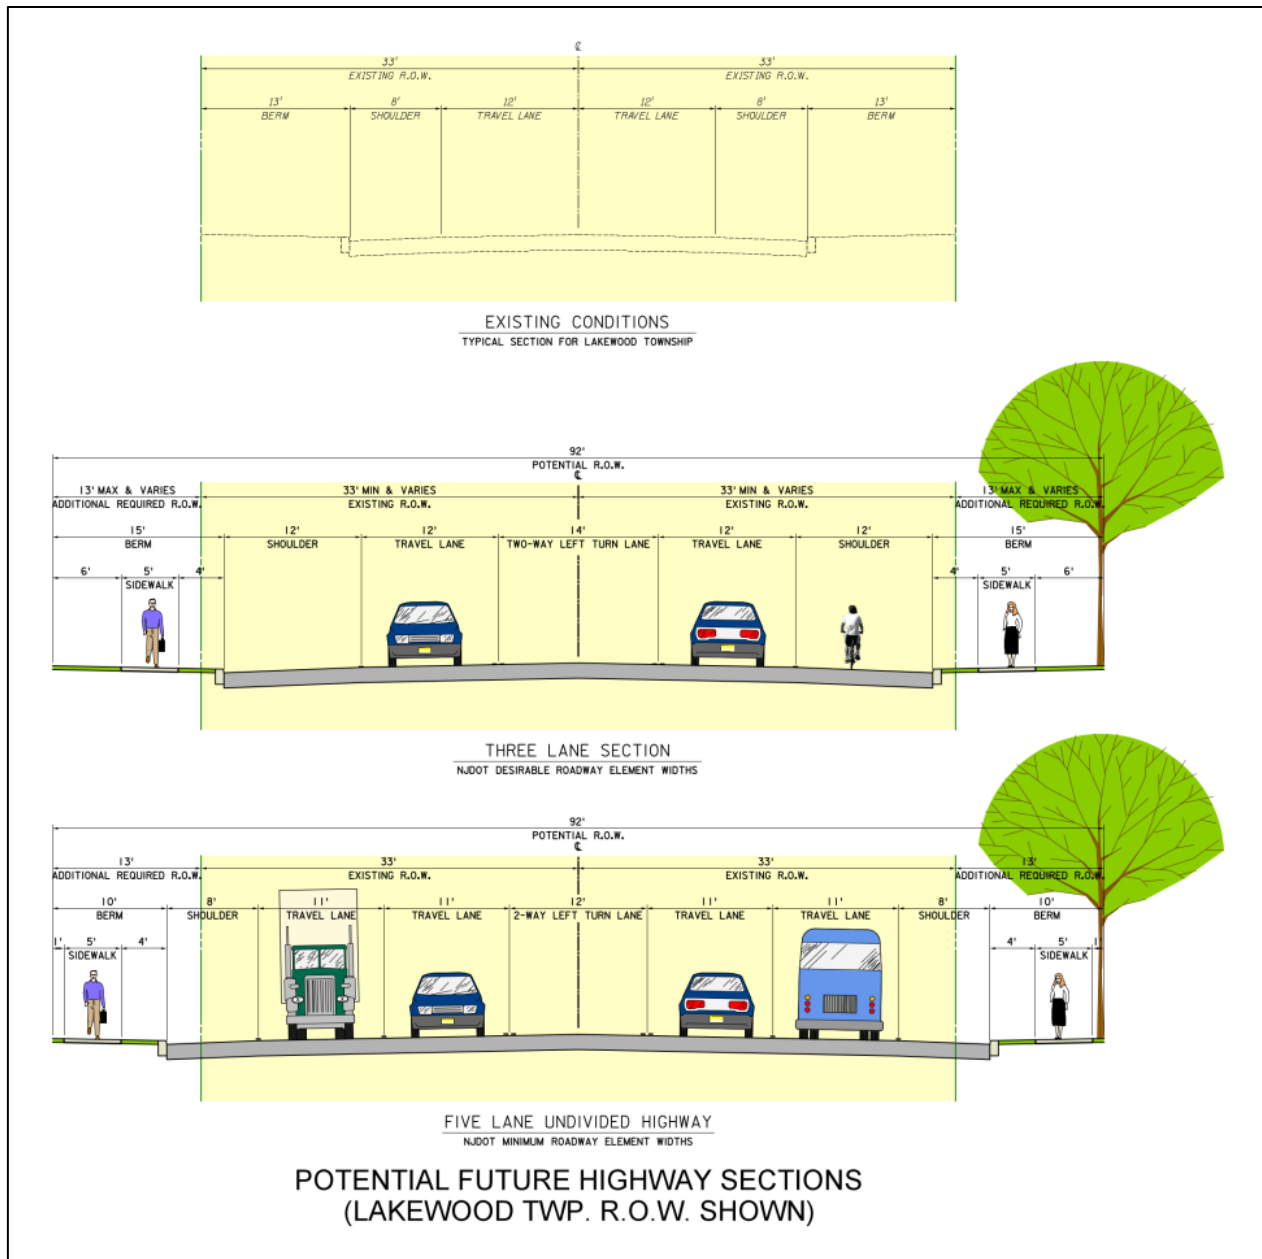 ℄
33' 33'
EXISTING R.O.W. EXISTING R.O.W.
13' 8' 12' 12' 8' 13'
BERM SHOULDER TRAVEL LANE TRAVEL LANE SHOULDER BERM
EXISTING CONDITIONS
TYPICAL SECTION FOR LAKEWOOD TOWNSHIP
92'
POTENTIAL R.O.W.
℄
13' MAX & VARIES 33' MIN & VARIES 33' MIN & VARIES 13' MAX & VARIES
ADDITIONAL REQUIRED R.O.W. EXISTING R.O.W. EXISTING R.O.W. ADDITIONAL REQUIRED R.O.W.
15' 12' 12' 14' 12' 12' 15'
BERM SHOULDER TRAVEL LANE TWO-WAY LEFT TURN LANE TRAVEL LANE SHOULDER BERM
6' 5' 4' 4' 5' 6'
SIDEWALK SIDEWALK
THREE LANE SECTION
NJDOT DESIRABLE ROADWAY ELEMENT WIDTHS
92'
POTENTIAL R.O.W.
℄
13' 33' 33' 13'
ADDITIONAL REQUIRED R.O.W. EXISTING R.O.W. EXISTING R.O.W. ADDITIONAL REQUIRED R.O.W.
10' 8' 11' 11' 12' 11' 11' 8' 10'
BERM SHOULDER TRAVEL LANE TRAVEL LANE 2-WAY LEFT TURN LANE TRAVEL LANE TRAVEL LANE SHOULDER BERM
1' 5' 4' 4' 5' 1'
SIDEWALK SIDEWALK
FIVE LANE UNDIVIDED HIGHWAY
NJDOT MINIMUM ROADWAY ELEMENT WIDTHS
POTENTIAL FUTURE HIGHWAY SECTIONS
(LAKEWOOD TWP. R.O.W. SHOWN)